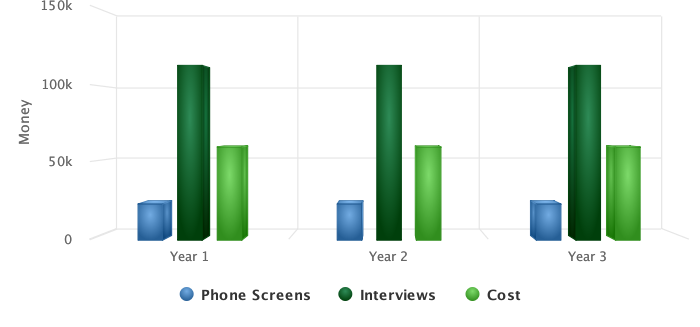 150k
100k
Money
50k
0
Year 1 Year 2 Year 3
Phone Screens Interviews Cost